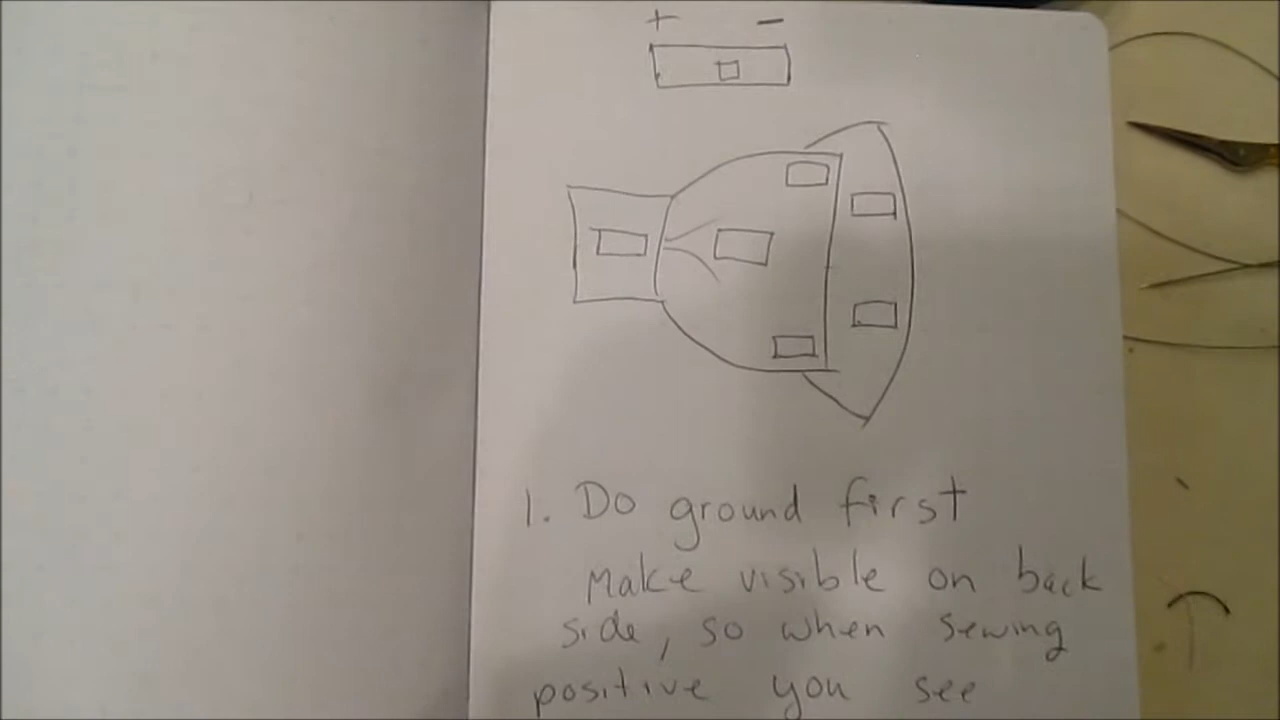 + −
1. Do ground first
Make visible on back
side, so when sewing
positive you see